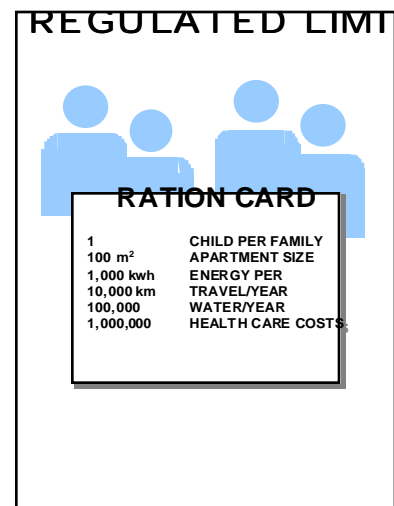 REGULATED LIMI
RATION CARD
1 CHILD PER FAMILY
100 m² APARTMENT SIZE
1,000 kwh ENERGY PER
10,000 km TRAVEL/YEAR
100,000 WATER/YEAR
1,000,000 HEALTH CARE COSTS